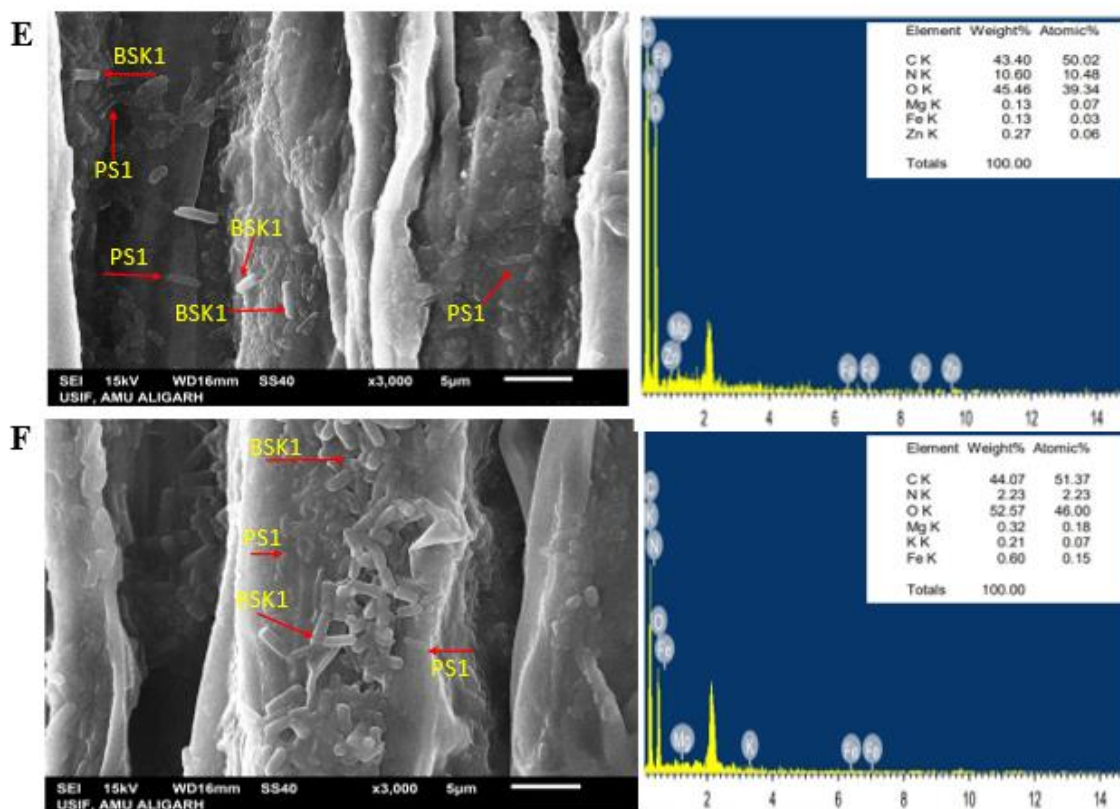 E
BSK1
PS1
PS1
BSK1
BSK1
PS1
SEI 15kV WD16mm SS40 x3,000 5µm
USIF, AMU ALIGARH
Element Weight% Atomic%
C K 43.40 50.02
N K 10.60 10.48
O K 45.46 39.34
Mg K 0.13 0.07
Fe K 0.13 0.03
Zn K 0.27 0.06
Totals 100.00
Fe
N
Mg
Zn
Fe Fe Zn Zn
2 4 6 8 10 12 14
F
BSK1
PS1
BSK1
PS1
SEI 15kV WD16mm SS40 x3,000 5µm
USIF, AMU ALIGARH
Element Weight% Atomic%
C K 44.07 51.37
N K 2.23 2.23
O K 52.57 46.00
Mg K 0.32 0.18
K K 0.21 0.07
Fe K 0.60 0.15
Totals 100.00
K
N
O
Fe
Mg K Fe Fe
2 4 6 8 10 12 14